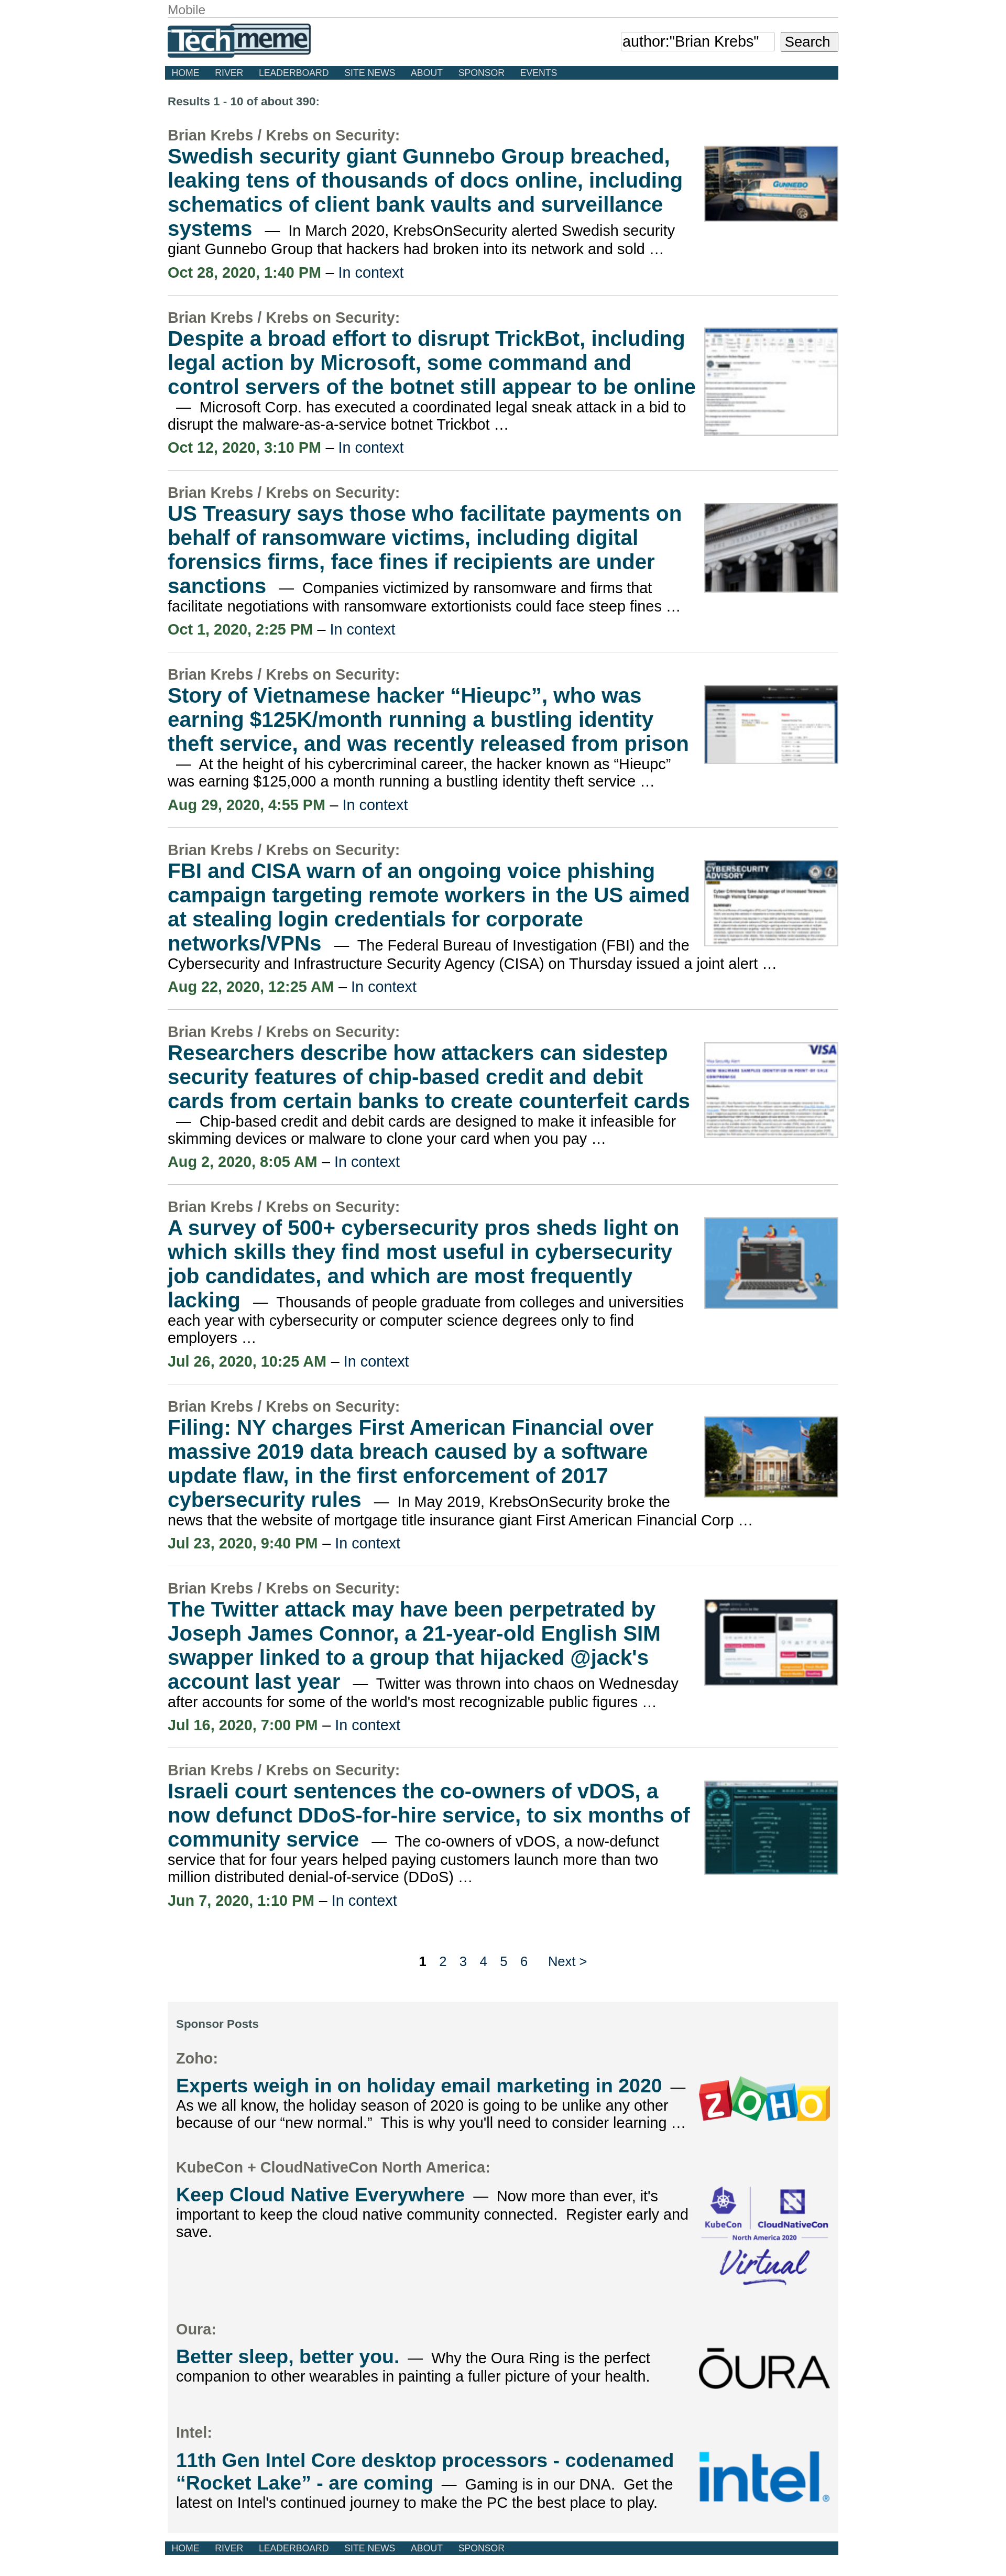 Mobile
Techmeme
author:"Brian Krebs"
Search
HOME RIVER LEADERBOARD SITE NEWS ABOUT SPONSOR EVENTS
Results 1 - 10 of about 390:
Brian Krebs / Krebs on Security:
Swedish security giant Gunnebo Group breached,
leaking tens of thousands of docs online, including
schematics of client bank vaults and surveillance
systems — In March 2020, KrebsOnSecurity alerted Swedish security
giant Gunnebo Group that hackers had broken into its network and sold …
GUNNEBO
Oct 28, 2020, 1:40 PM – In context
Brian Krebs / Krebs on Security:
Despite a broad effort to disrupt TrickBot, including
legal action by Microsoft, some command and
control servers of the botnet still appear to be online
— Microsoft Corp. has executed a coordinated legal sneak attack in a bid to
disrupt the malware-as-a-service botnet Trickbot …
Oct 12, 2020, 3:10 PM – In context
Brian Krebs / Krebs on Security:
US Treasury says those who facilitate payments on
behalf of ransomware victims, including digital
forensics firms, face fines if recipients are under
sanctions — Companies victimized by ransomware and firms that
facilitate negotiations with ransomware extortionists could face steep fines …
Oct 1, 2020, 2:25 PM – In context
Brian Krebs / Krebs on Security:
Story of Vietnamese hacker “Hieupc”, who was
earning $125K/month running a bustling identity
theft service, and was recently released from prison
— At the height of his cybercriminal career, the hacker known as “Hieupc”
was earning $125,000 a month running a bustling identity theft service …
Aug 29, 2020, 4:55 PM – In context
Brian Krebs / Krebs on Security:
FBI and CISA warn of an ongoing voice phishing
campaign targeting remote workers in the US aimed
at stealing login credentials for corporate
networks/VPNs — The Federal Bureau of Investigation (FBI) and the
Cybersecurity and Infrastructure Security Agency (CISA) on Thursday issued a joint alert …
CYBERSECURITY
ADVISORY
Cyber Criminals Take Advantage of Increased Telework
Through Vishing Campaign
SUMMARY
Aug 22, 2020, 12:25 AM – In context
Brian Krebs / Krebs on Security:
Researchers describe how attackers can sidestep
security features of chip-based credit and debit
cards from certain banks to create counterfeit cards
— Chip-based credit and debit cards are designed to make it infeasible for
skimming devices or malware to clone your card when you pay …
VISA
Visa Security Alert
NEW MALWARE SAMPLES IDENTIFIED IN POINT-OF-SALE
COMPROMISE
Aug 2, 2020, 8:05 AM – In context
Brian Krebs / Krebs on Security:
A survey of 500+ cybersecurity pros sheds light on
which skills they find most useful in cybersecurity
job candidates, and which are most frequently
lacking — Thousands of people graduate from colleges and universities
each year with cybersecurity or computer science degrees only to find
employers …
Jul 26, 2020, 10:25 AM – In context
Brian Krebs / Krebs on Security:
Filing: NY charges First American Financial over
massive 2019 data breach caused by a software
update flaw, in the first enforcement of 2017
cybersecurity rules — In May 2019, KrebsOnSecurity broke the
news that the website of mortgage title insurance giant First American Financial Corp …
Jul 23, 2020, 9:40 PM – In context
Brian Krebs / Krebs on Security:
The Twitter attack may have been perpetrated by
Joseph James Connor, a 21-year-old English SIM
swapper linked to a group that hijacked @jack's
account last year — Twitter was thrown into chaos on Wednesday
after accounts for some of the world's most recognizable public figures …
Jul 16, 2020, 7:00 PM – In context
Brian Krebs / Krebs on Security:
Israeli court sentences the co-owners of vDOS, a
now defunct DDoS-for-hire service, to six months of
community service — The co-owners of vDOS, a now-defunct
service that for four years helped paying customers launch more than two
million distributed denial-of-service (DDoS) …
Jun 7, 2020, 1:10 PM – In context
1 2 3 4 5 6 Next >
Sponsor Posts
Zoho:
Experts weigh in on holiday email marketing in 2020 —
As we all know, the holiday season of 2020 is going to be unlike any other
because of our “new normal.” This is why you'll need to consider learning …
ZOHO
KubeCon + CloudNativeCon North America:
Keep Cloud Native Everywhere — Now more than ever, it's
important to keep the cloud native community connected. Register early and
save.
KubeCon CloudNativeCon
North America 2020
Virtual
Oura:
Better sleep, better you. — Why the Oura Ring is the perfect
companion to other wearables in painting a fuller picture of your health.
ŌURA
Intel:
11th Gen Intel Core desktop processors - codenamed
“Rocket Lake” - are coming — Gaming is in our DNA. Get the
latest on Intel's continued journey to make the PC the best place to play.
intel®
HOME RIVER LEADERBOARD SITE NEWS ABOUT SPONSOR